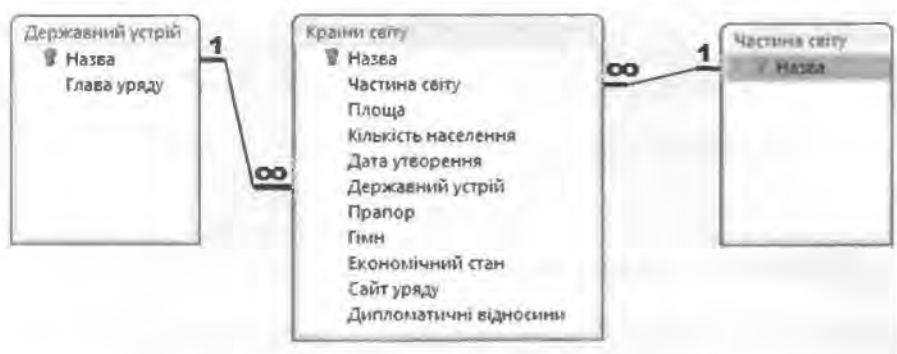 Державний устрій
Назва
Глава уряду
1
∞
Країни світу
Назва
Частина світу
Площа
Кількість населення
Дата утворення
Державний устрій
Прапор
Гімн
Економічний стан
Сайт уряду
Дипломатичні відносини
∞
1
Частина світу
Назва